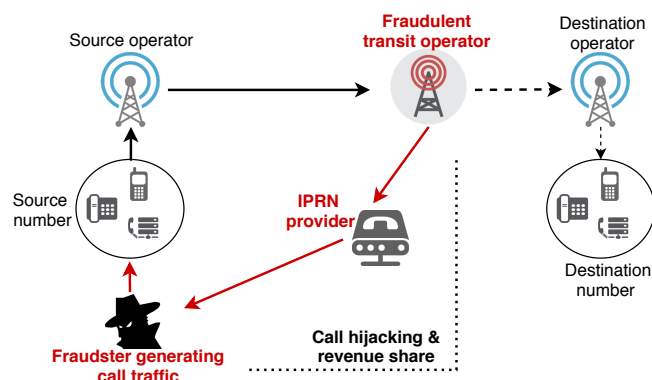 Source operator
Fraudulent
transit operator
Destination
operator
Source
number
IPRN
provider
Destination
number
Call hijacking &
revenue share
Fraudster generating
call traffic